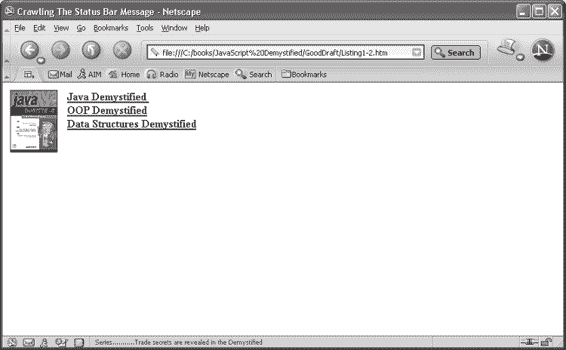 Crawling The Status Bar Message - Netscape
File Edit View Go Bookmarks Tools Window Help
file:///C:/books/JavaScript%20Demystified/GoodDraft/Listing1-2.htm Search
Mail AIM Home Radio My Netscape Search Bookmarks
java
Java Demystified
OOP Demystified
Data Structures Demystified
Series...........Trade secrets are revealed in the Demystified